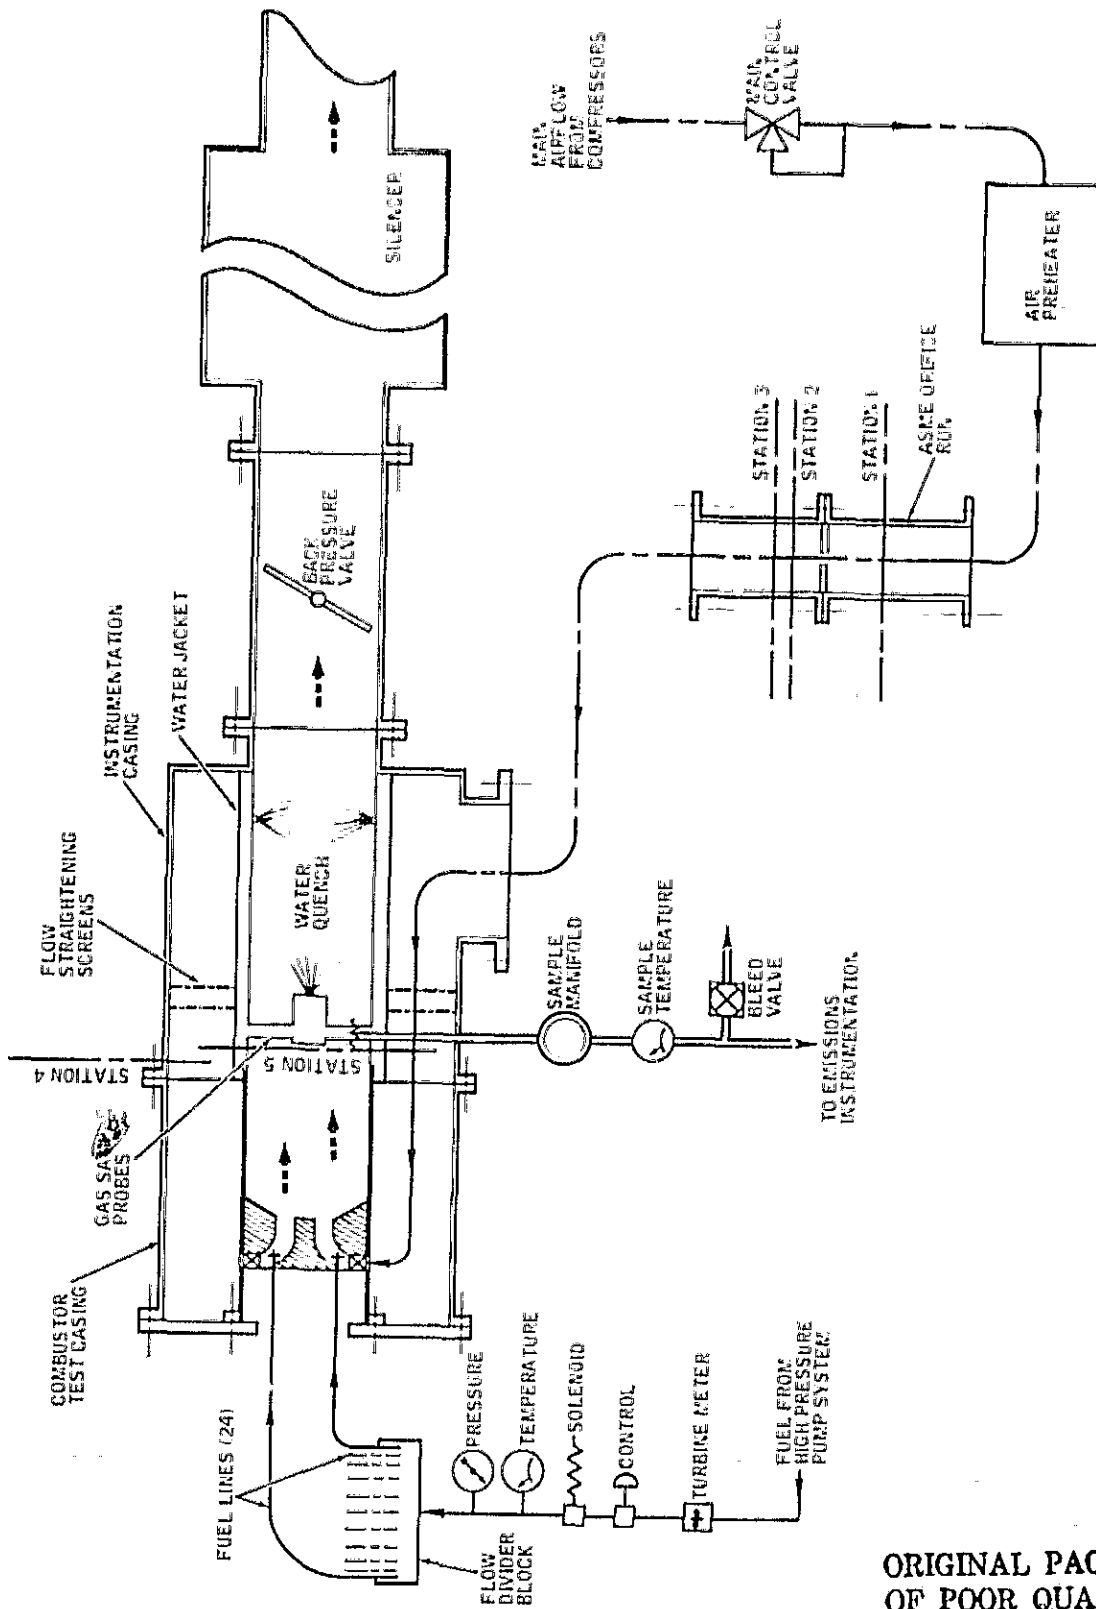 INSTRUMENTATION
CASING
WATER JACKET
FLOW
STRAIGHTENING
SCREENS
STATION 4
GAS
PROBES
COMBUSTOR
TEST CASING
FUEL LINES (24)
FLOW
DIVIDER
BLOCK
PRESSURE
TEMPERATURE
SOLENOID
CONTROL
TURBINE METER
FUEL FROM
HIGH PRESSURE
PUMP SYSTEM
STATION 5
WATER
QUENCH
BACK
PRESSURE
VALVE
SILENCER
SAMPLE
MANIFOLD
SAMPLE
TEMPERATURE
BLEED
VALVE
TO EMISSIONS
INSTRUMENTATION
MAIN
AIRFLOW
FROM
COMPRESSORS
MAIN
CONTROL
VALVE
AIR
PREHEATER
STATION 3
STATION 2
STATION 1
ASME ORIFICE
RUN
ORIGINAL PAG
OF POOR QUA